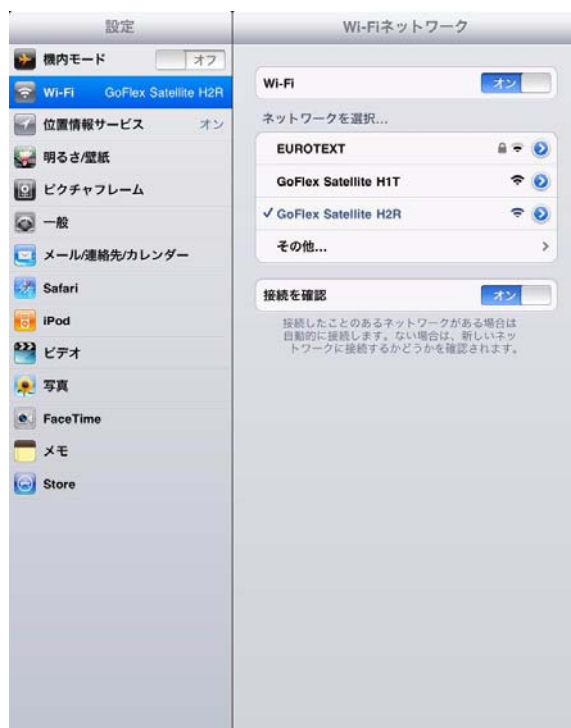 設定
機内モード オフ
Wi-Fi GoFlex Satellite H2R
位置情報サービス オン
明るさ/壁紙
ピクチャフレーム
一般
メール/連絡先/カレンダー
Safari
iPod
ビデオ
写真
FaceTime
メモ
Store
Wi-Fiネットワーク
Wi-Fi オン
ネットワークを選択...
EUROTEXT
GoFlex Satellite H1T
✓ GoFlex Satellite H2R
その他...
接続を確認 オン
接続したことのあるネットワークがある場合は
自動的に接続します。ない場合は、新しいネッ
トワークに接続するかどうかを確認されます。